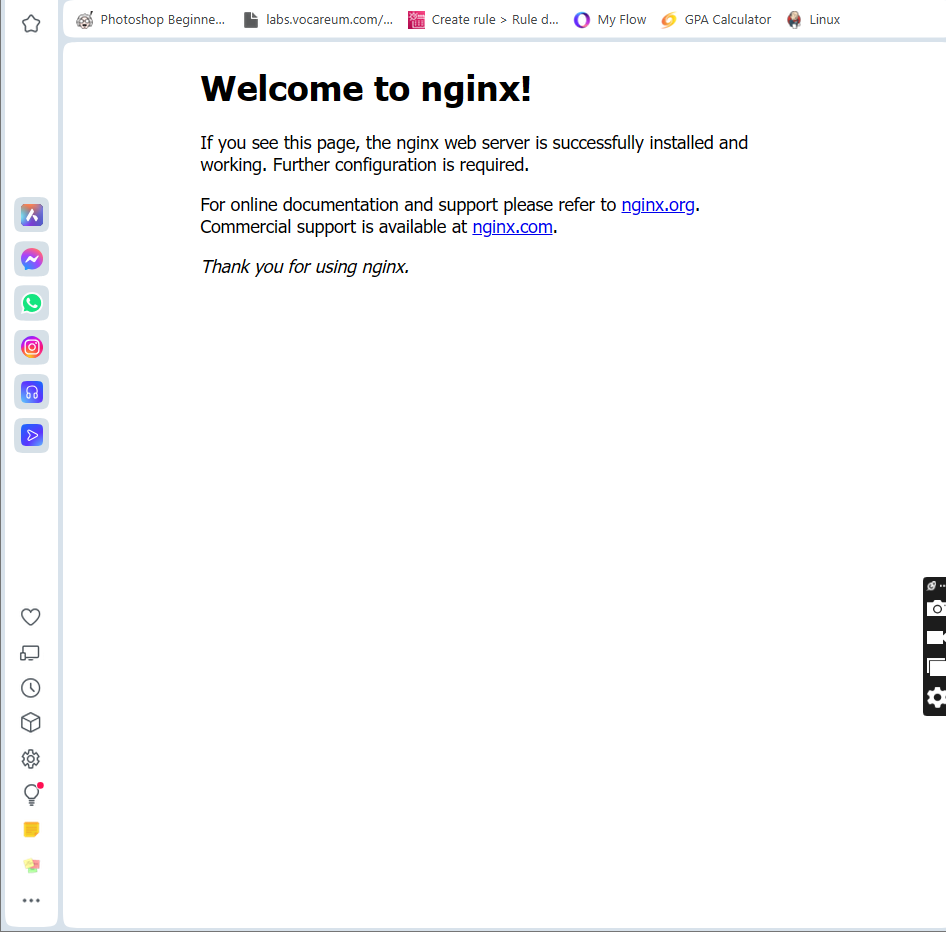 Photoshop Beginne... labs.vocareum.com/... Create rule > Rule d... My Flow GPA Calculator Linux
Welcome to nginx!
If you see this page, the nginx web server is successfully installed and
working. Further configuration is required.
For online documentation and support please refer to nginx.org.
Commercial support is available at nginx.com.
Thank you for using nginx.